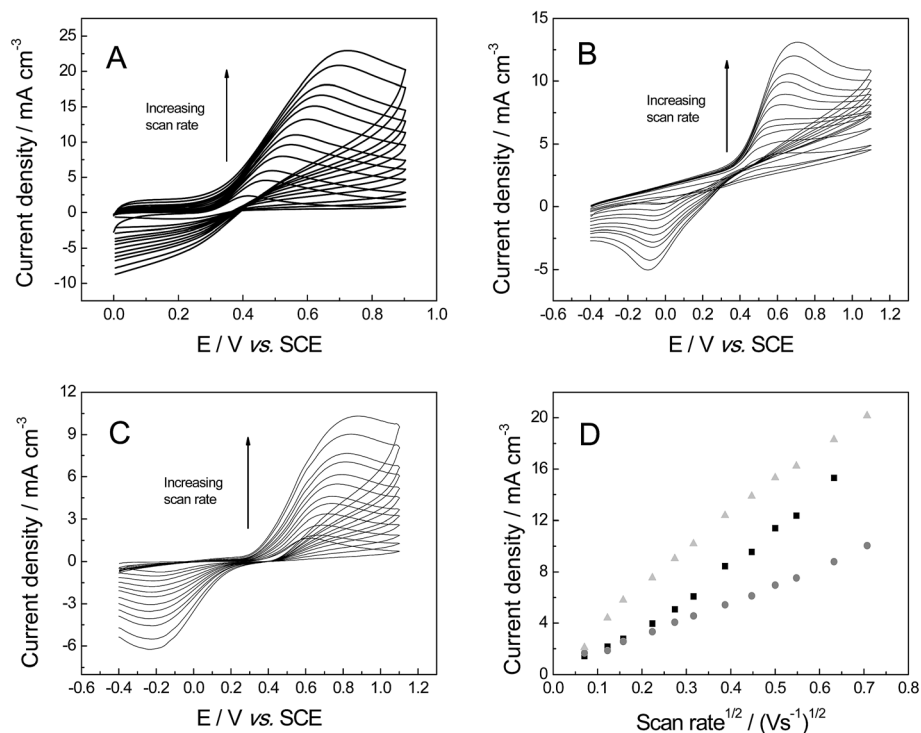 A
Current density / mA cm-3
25
20
15
10
5
0
-5
-10
0.0 0.2 0.4 0.6 0.8 1.0
E / V vs. SCE
Increasing
scan rate
B
Current density / mA cm-3
15
10
5
0
-5
-0.6 -0.4 -0.2 0.0 0.2 0.4 0.6 0.8 1.0 1.2
E / V vs. SCE
Increasing
scan rate
C
Current density / mA cm-3
12
9
6
3
0
-3
-6
-0.6 -0.4 -0.2 0.0 0.2 0.4 0.6 0.8 1.0 1.2
E / V vs. SCE
Increasing
scan rate
D
Current density / mA cm-3
20
16
12
8
4
0
0.0 0.1 0.2 0.3 0.4 0.5 0.6 0.7 0.8
Scan rate1/2 / (Vs-1)1/2